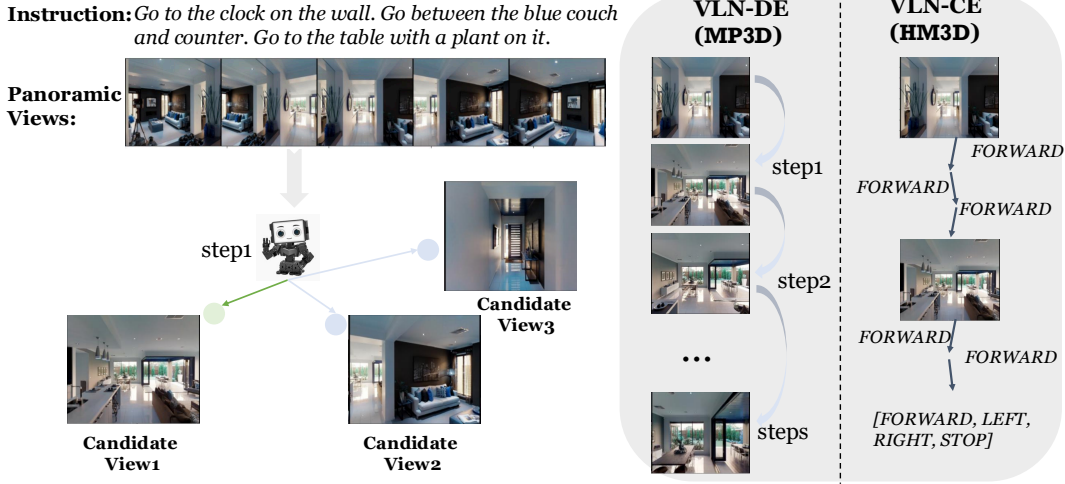 Instruction: Go to the clock on the wall. Go between the blue couch
and counter. Go to the table with a plant on it.
Panoramic
Views:
step1
Candidate
View3
Candidate
View1
Candidate
View2
VLN-DE
(MP3D)
step1
step2
...
steps
VLN-CE
(HM3D)
FORWARD
FORWARD
FORWARD
FORWARD
FORWARD
[FORWARD, LEFT,
RIGHT, STOP]